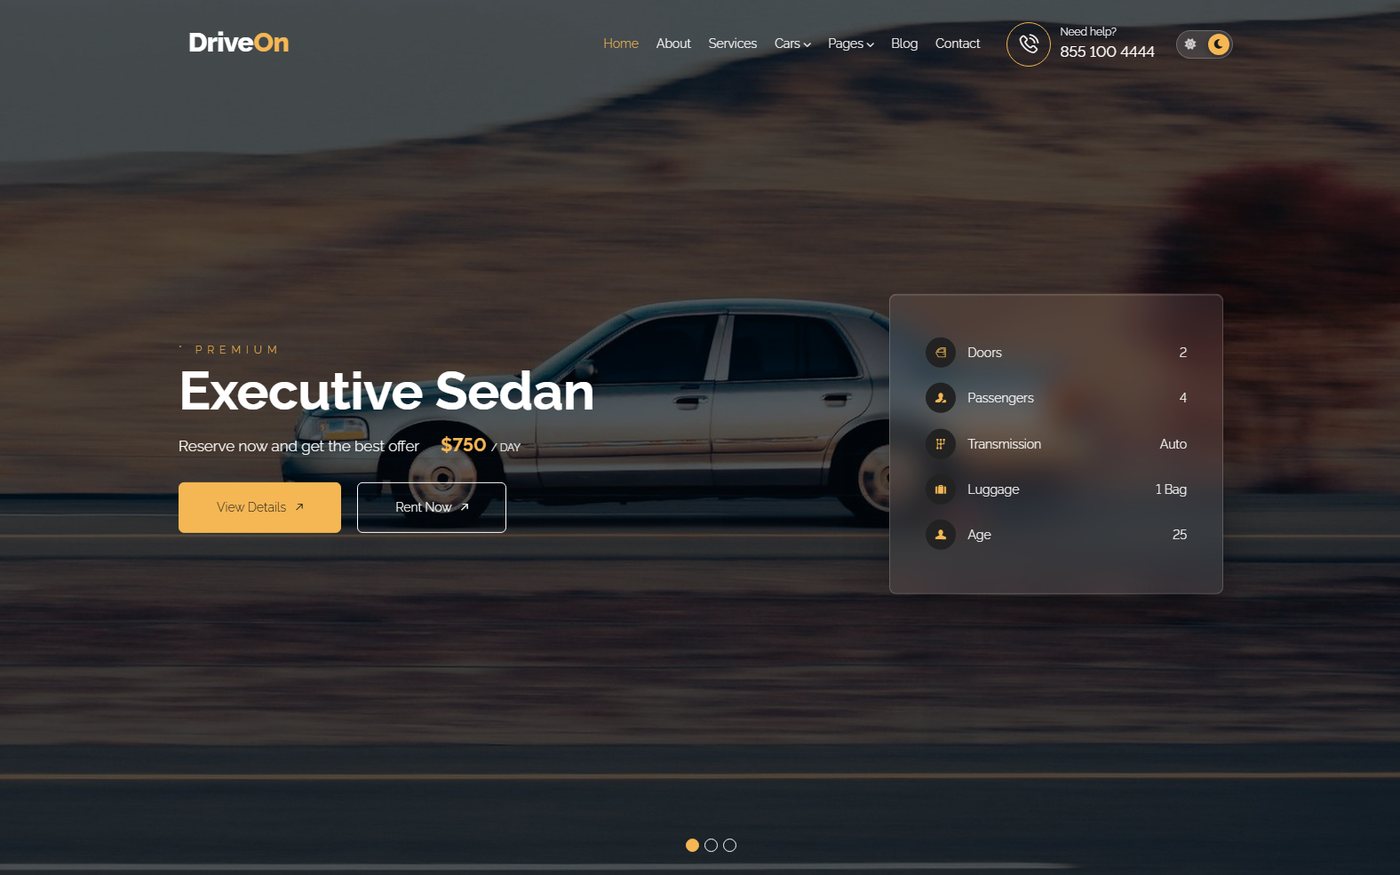 DriveOn
Home About Services Cars Pages Blog Contact
Need help?
855 100 4444
PREMIUM
Executive Sedan
Reserve now and get the best offer $750 / DAY
View Details Rent Now
Doors 2
Passengers 4
Transmission Auto
Luggage 1 Bag
Age 25